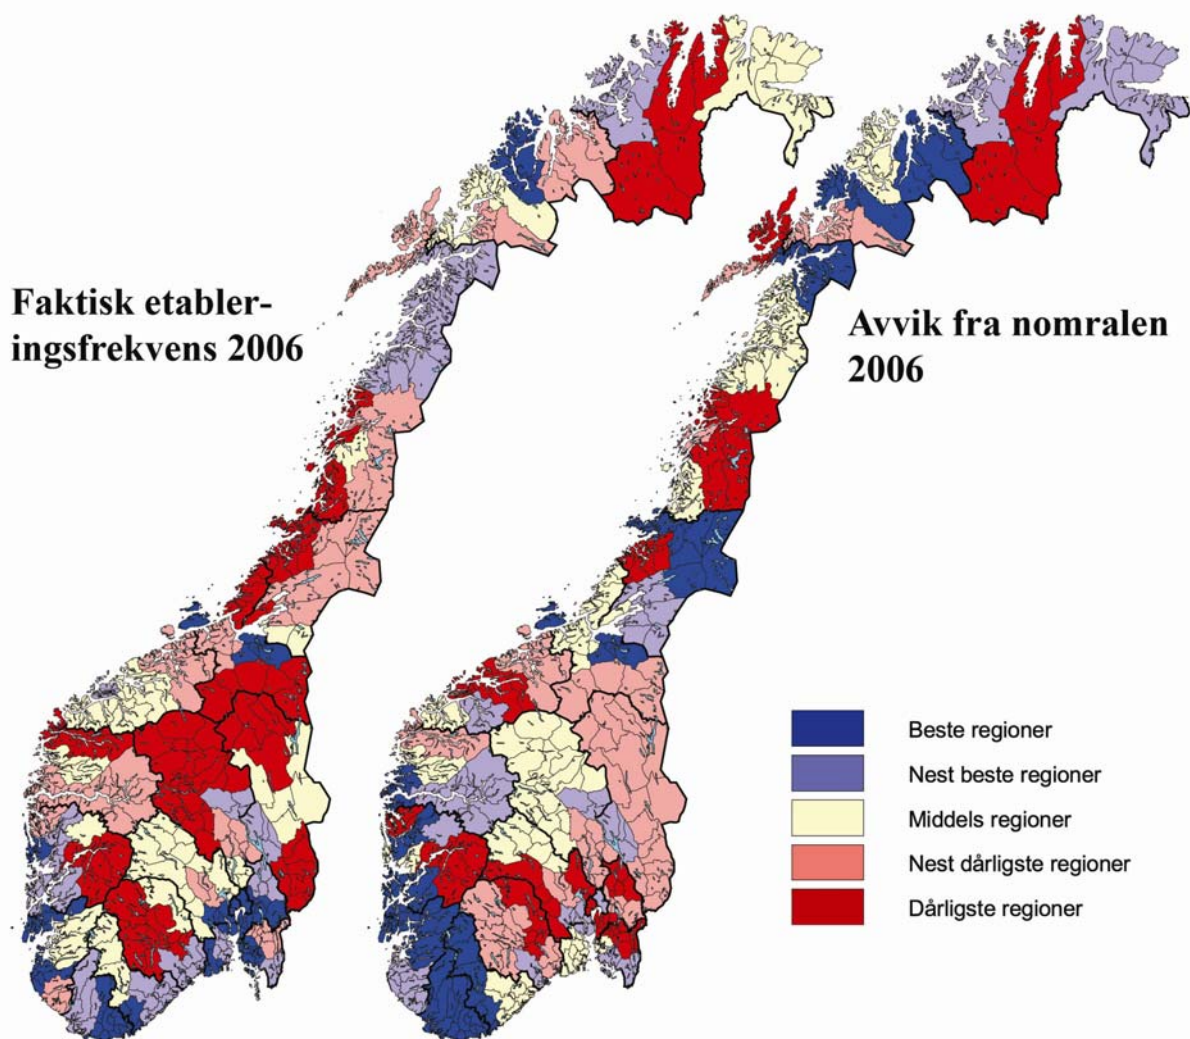 Faktisk etabler-
ingsfrekvens 2006
Avvik fra nomralen
2006
Beste regioner
Nest beste regioner
Middels regioner
Nest dårligste regioner
Dårligste regioner